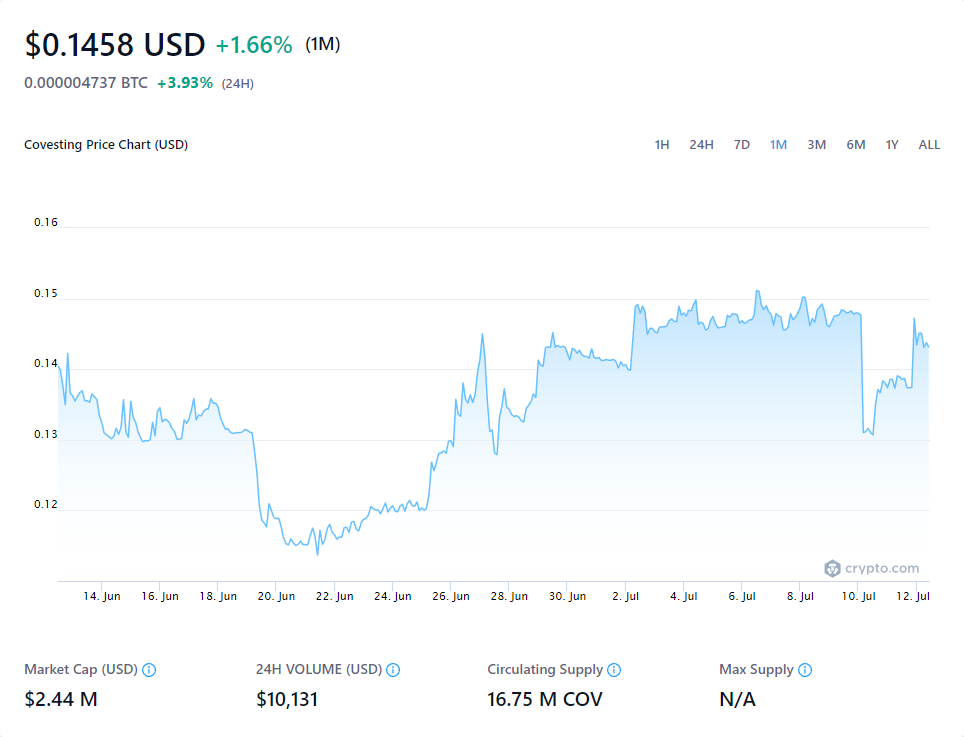 $0.1458 USD +1.66% (1M)
0.000004737 BTC +3.93% (24H)
Covesting Price Chart (USD) 1H 24H 7D 1M 3M 6M 1Y ALL
0.16
0.15
0.14
0.13
0.12
crypto.com
14. Jun 16. Jun 18. Jun 20. Jun 22. Jun 24. Jun 26. Jun 28. Jun 30. Jun 2. Jul 4. Jul 6. Jul 8. Jul 10. Jul 12. Jul
Market Cap (USD) 24H VOLUME (USD) Circulating Supply Max Supply
$2.44 M $10,131 16.75 M COV N/A